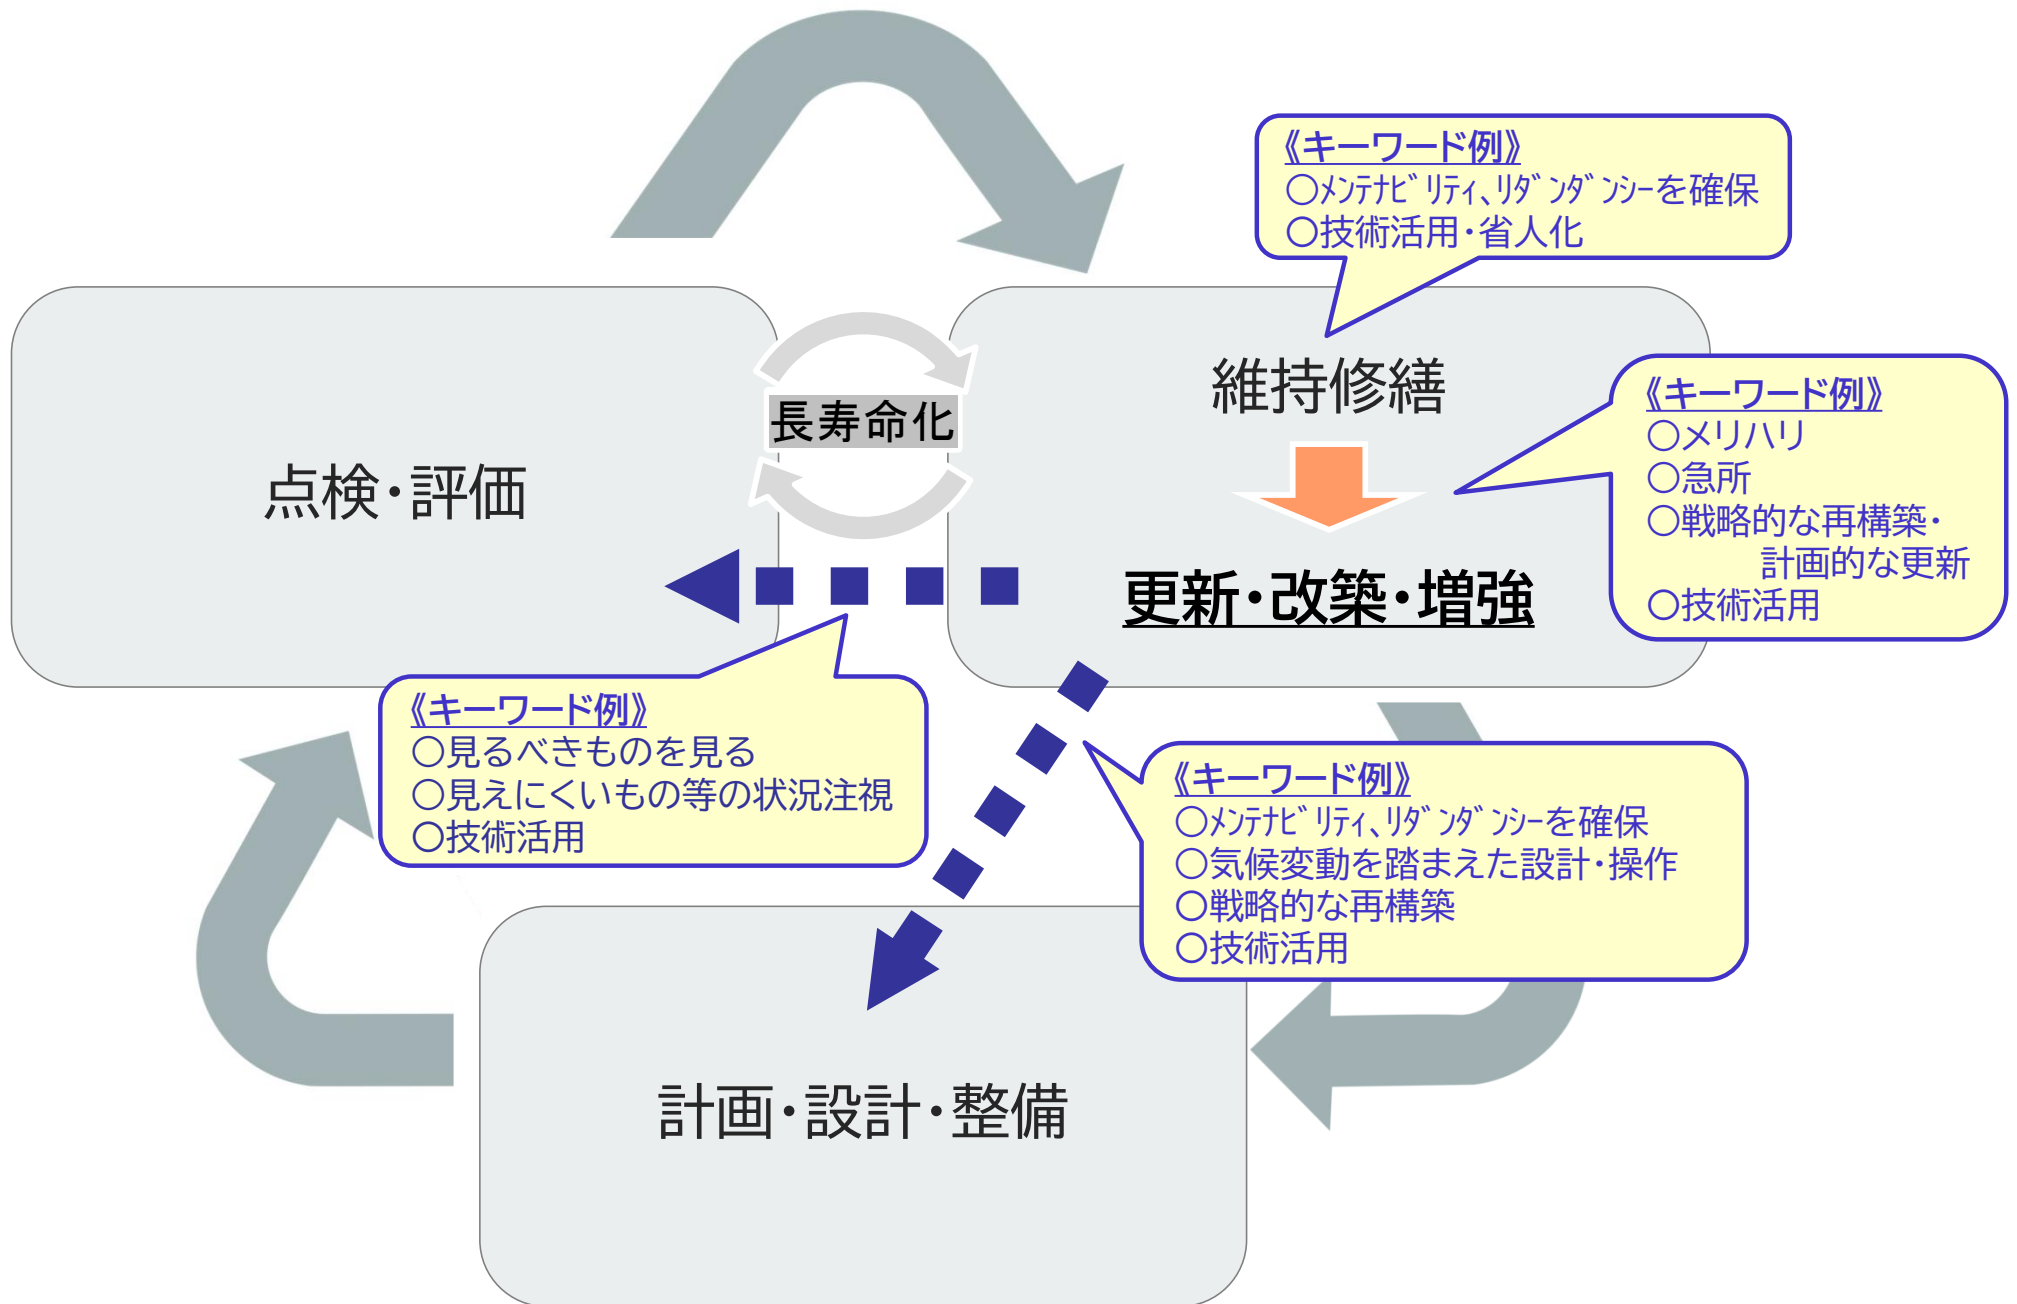 《キーワード例》
○ﾒﾝﾃﾅﾋﾞﾘﾃｨ、ﾘﾀﾞﾝﾀﾞﾝｼｰを確保
○技術活用・省人化
維持修繕
長寿命化
点検・評価
《キーワード例》
○メリハリ
○急所
○戦略的な再構築・
計画的な更新
○技術活用
更新・改築・増強
《キーワード例》
○見るべきものを見る
○見えにくいもの等の状況注視
○技術活用
《キーワード例》
○ﾒﾝﾃﾅﾋﾞﾘﾃｨ、ﾘﾀﾞﾝﾀﾞﾝｼｰを確保
○気候変動を踏まえた設計・操作
○戦略的な再構築
○技術活用
計画・設計・整備